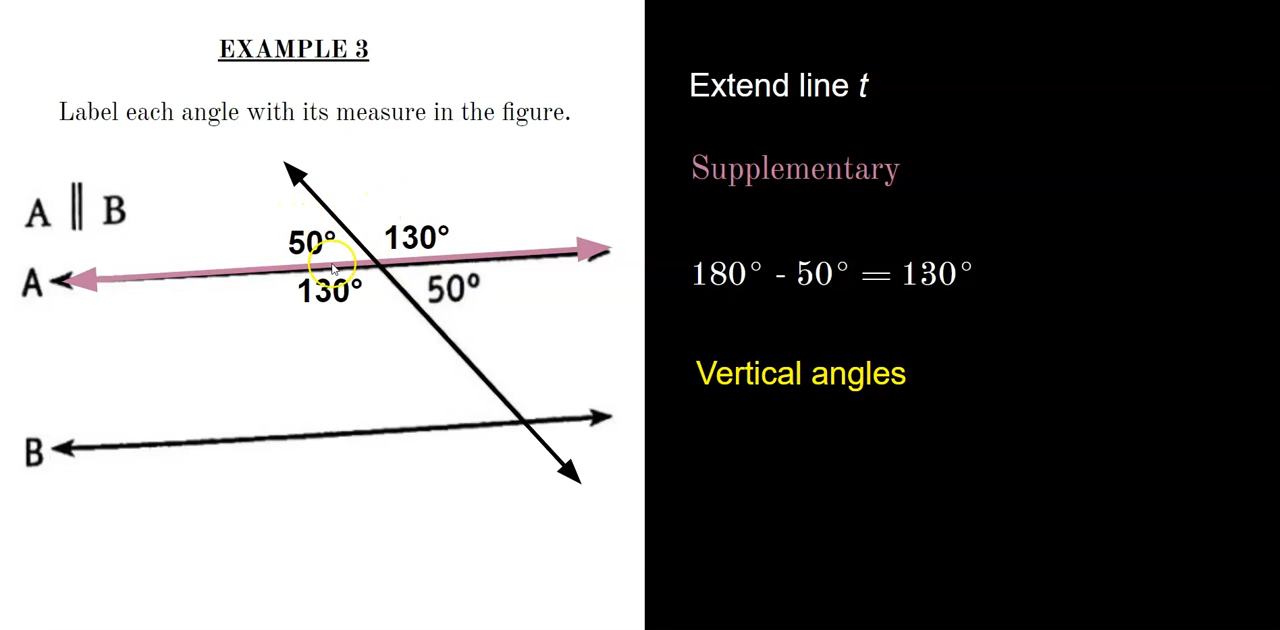 EXAMPLE 3
Label each angle with its measure in the figure.
A ∥ B
50° 130°
A
130° 50º
B
Extend line t
Supplementary
180° - 50° = 130°
Vertical angles